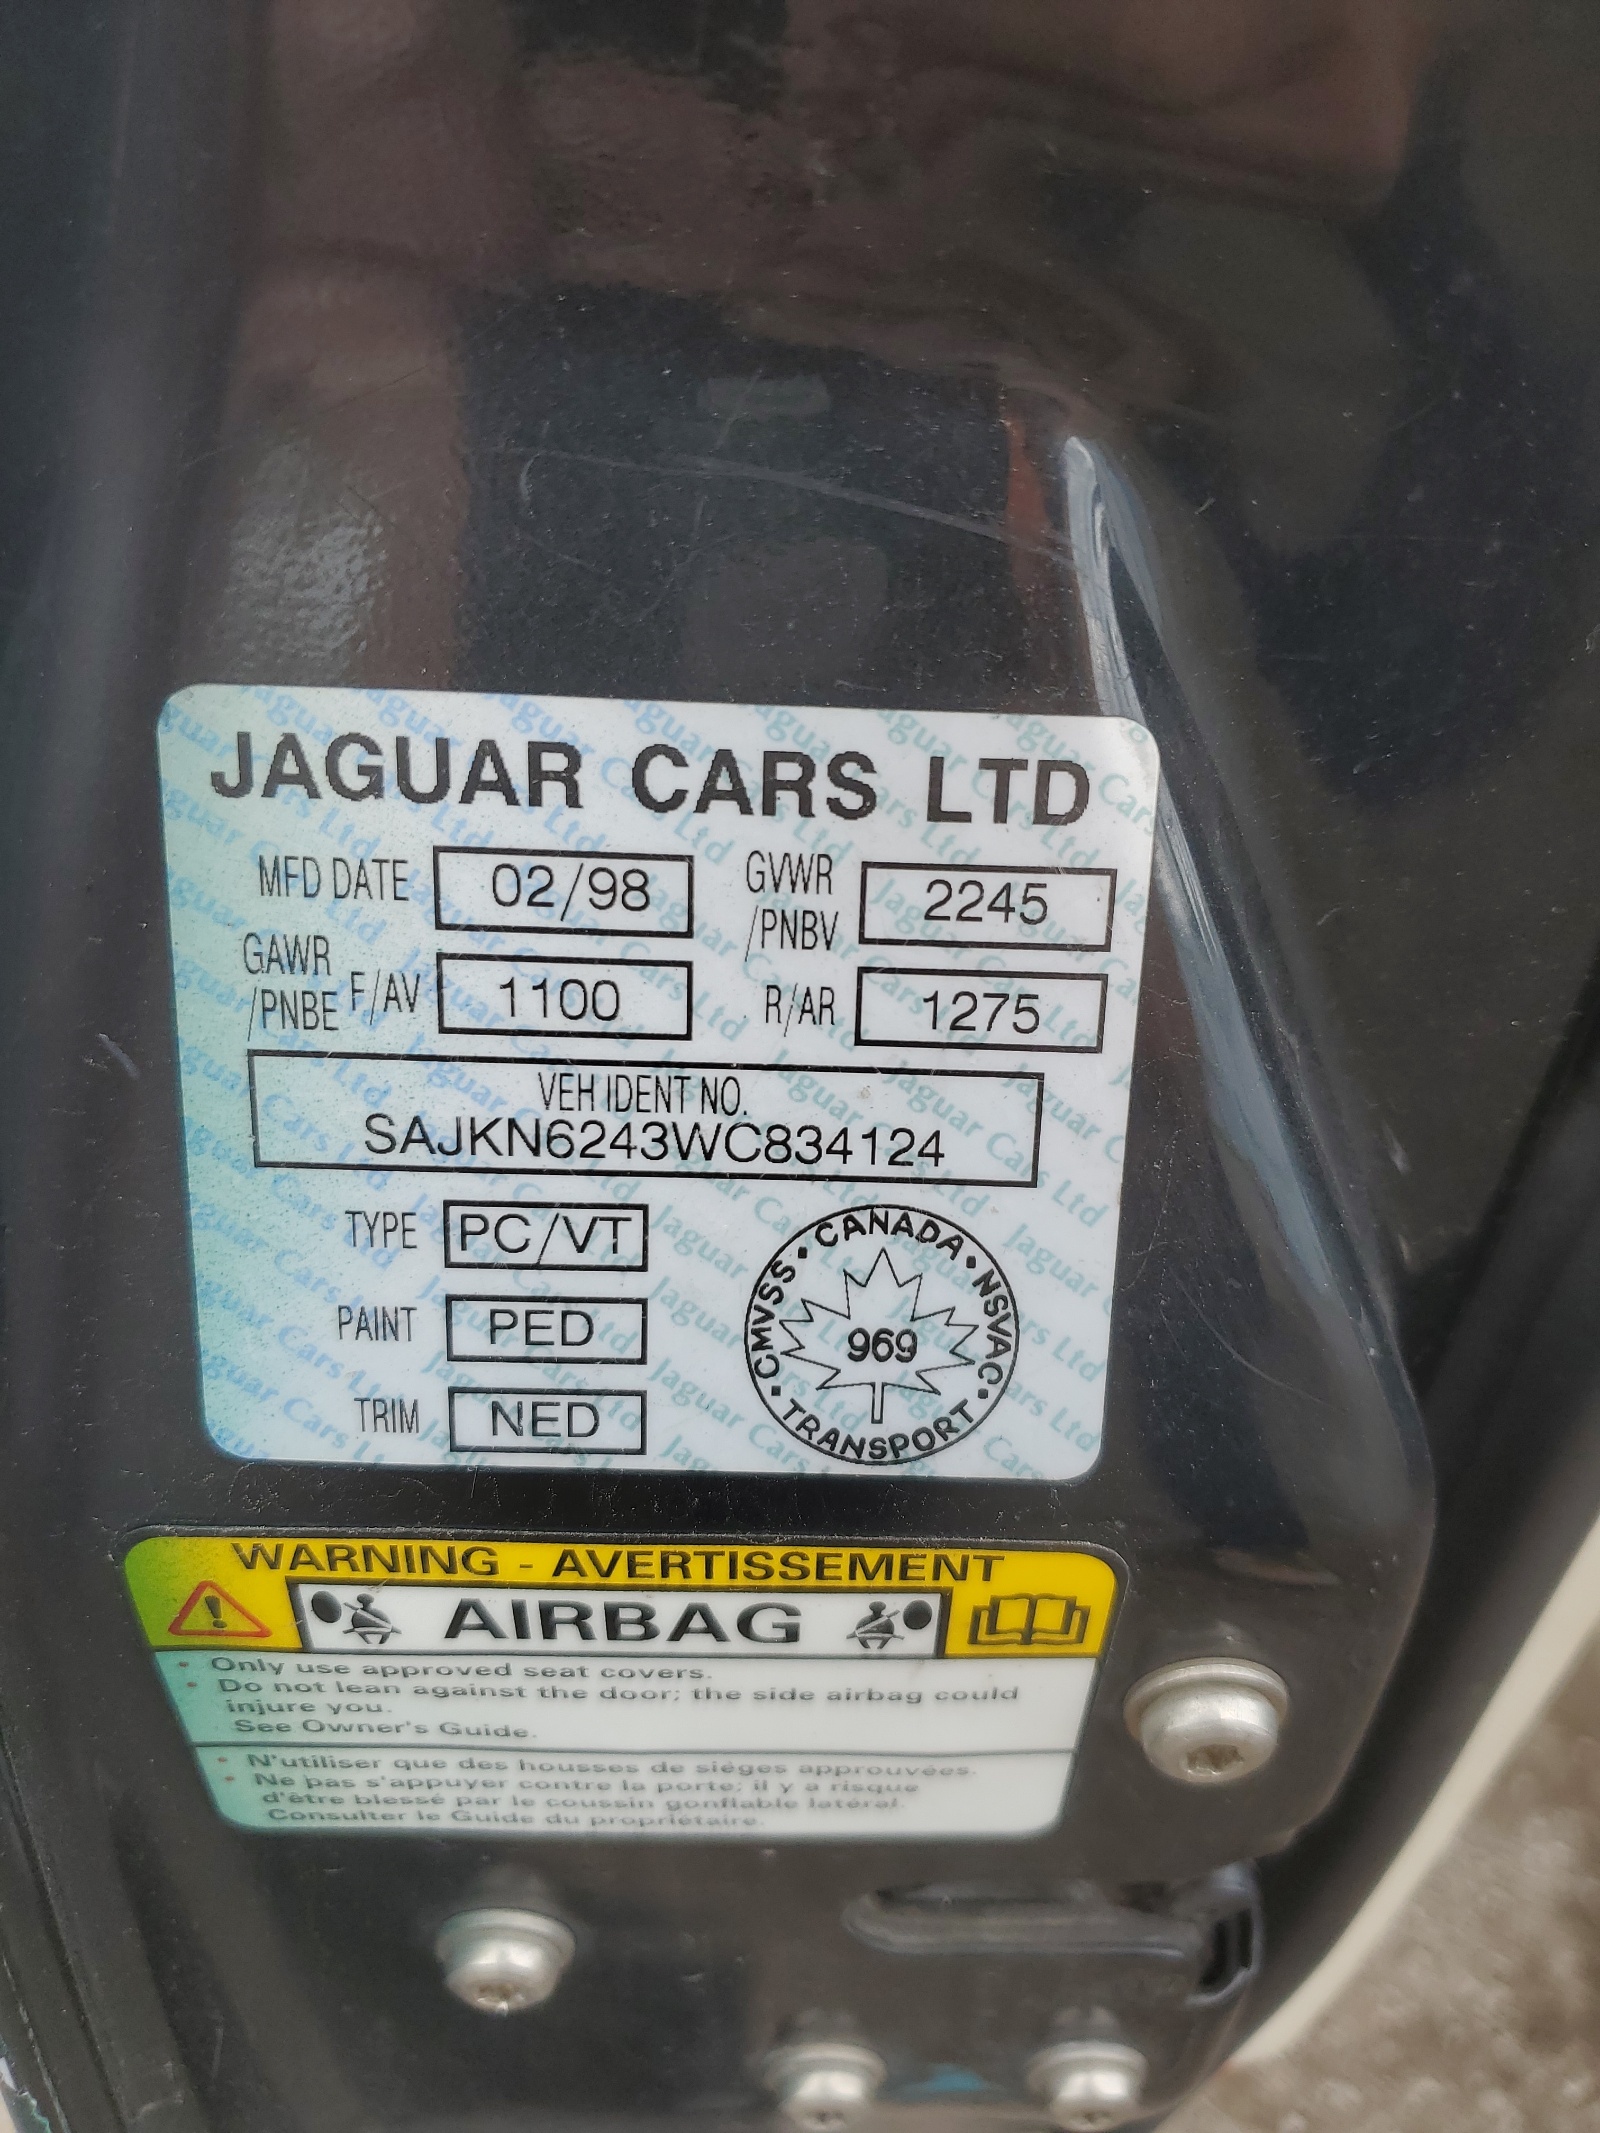 JAGUAR CARS LTD
MFD DATE 02/98 GVWR /PNBV 2245
GAWR /PNBE F/AV 1100 R/AR 1275
VEH IDENT NO.
SAJKN6243WC834124
TYPE PC/VT
PAINT PED
TRIM NED
CANADA • NSVAC • TRANSPORT • CMVSS •
969
WARNING - AVERTISSEMENT
AIRBAG
• Only use approved seat covers.
• Do not lean against the door; the side airbag could
injure you.
See Owner's Guide.
• N'utiliser que des housses de sièges approuvées.
• Ne pas s'appuyer contre la porte; il y a risque
d'être blessé par le coussin gonflable latéral.
Consulter le Guide du propriétaire.